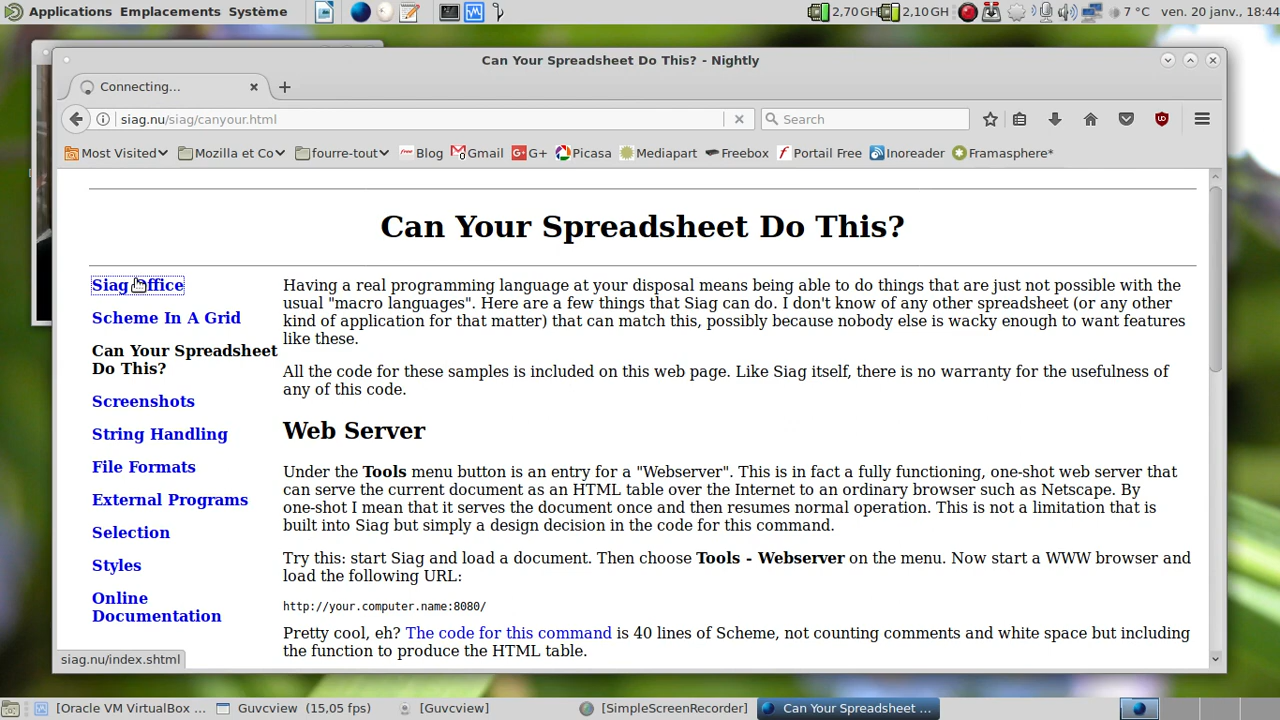 Applications Emplacements Système 2,70 GH 2,10 GH 7 °C ven. 20 janv., 18:44
Can Your Spreadsheet Do This? - Nightly
Connecting...
siag.nu/siag/canyour.html Search
Most Visited Mozilla et Co fourre-tout Blog Gmail G+ Picasa Mediapart Freebox Portail Free Inoreader Framasphere*
Can Your Spreadsheet Do This?
Siag Office
Scheme In A Grid
Can Your Spreadsheet
Do This?
Screenshots
String Handling
File Formats
External Programs
Selection
Styles
Online
Documentation
Having a real programming language at your disposal means being able to do things that are just not possible with the
usual "macro languages". Here are a few things that Siag can do. I don't know of any other spreadsheet (or any other
kind of application for that matter) that can match this, possibly because nobody else is wacky enough to want features
like these.
All the code for these samples is included on this web page. Like Siag itself, there is no warranty for the usefulness of
any of this code.
Web Server
Under the Tools menu button is an entry for a "Webserver". This is in fact a fully functioning, one-shot web server that
can serve the current document as an HTML table over the Internet to an ordinary browser such as Netscape. By
one-shot I mean that it serves the document once and then resumes normal operation. This is not a limitation that is
built into Siag but simply a design decision in the code for this command.
Try this: start Siag and load a document. Then choose Tools - Webserver on the menu. Now start a WWW browser and
load the following URL:
http://your.computer.name:8080/
Pretty cool, eh? The code for this command is 40 lines of Scheme, not counting comments and white space but including
the function to produce the HTML table.
siag.nu/index.shtml
[Oracle VM VirtualBox ... Guvcview (15,05 fps) [Guvcview] [SimpleScreenRecorder] Can Your Spreadsheet ...